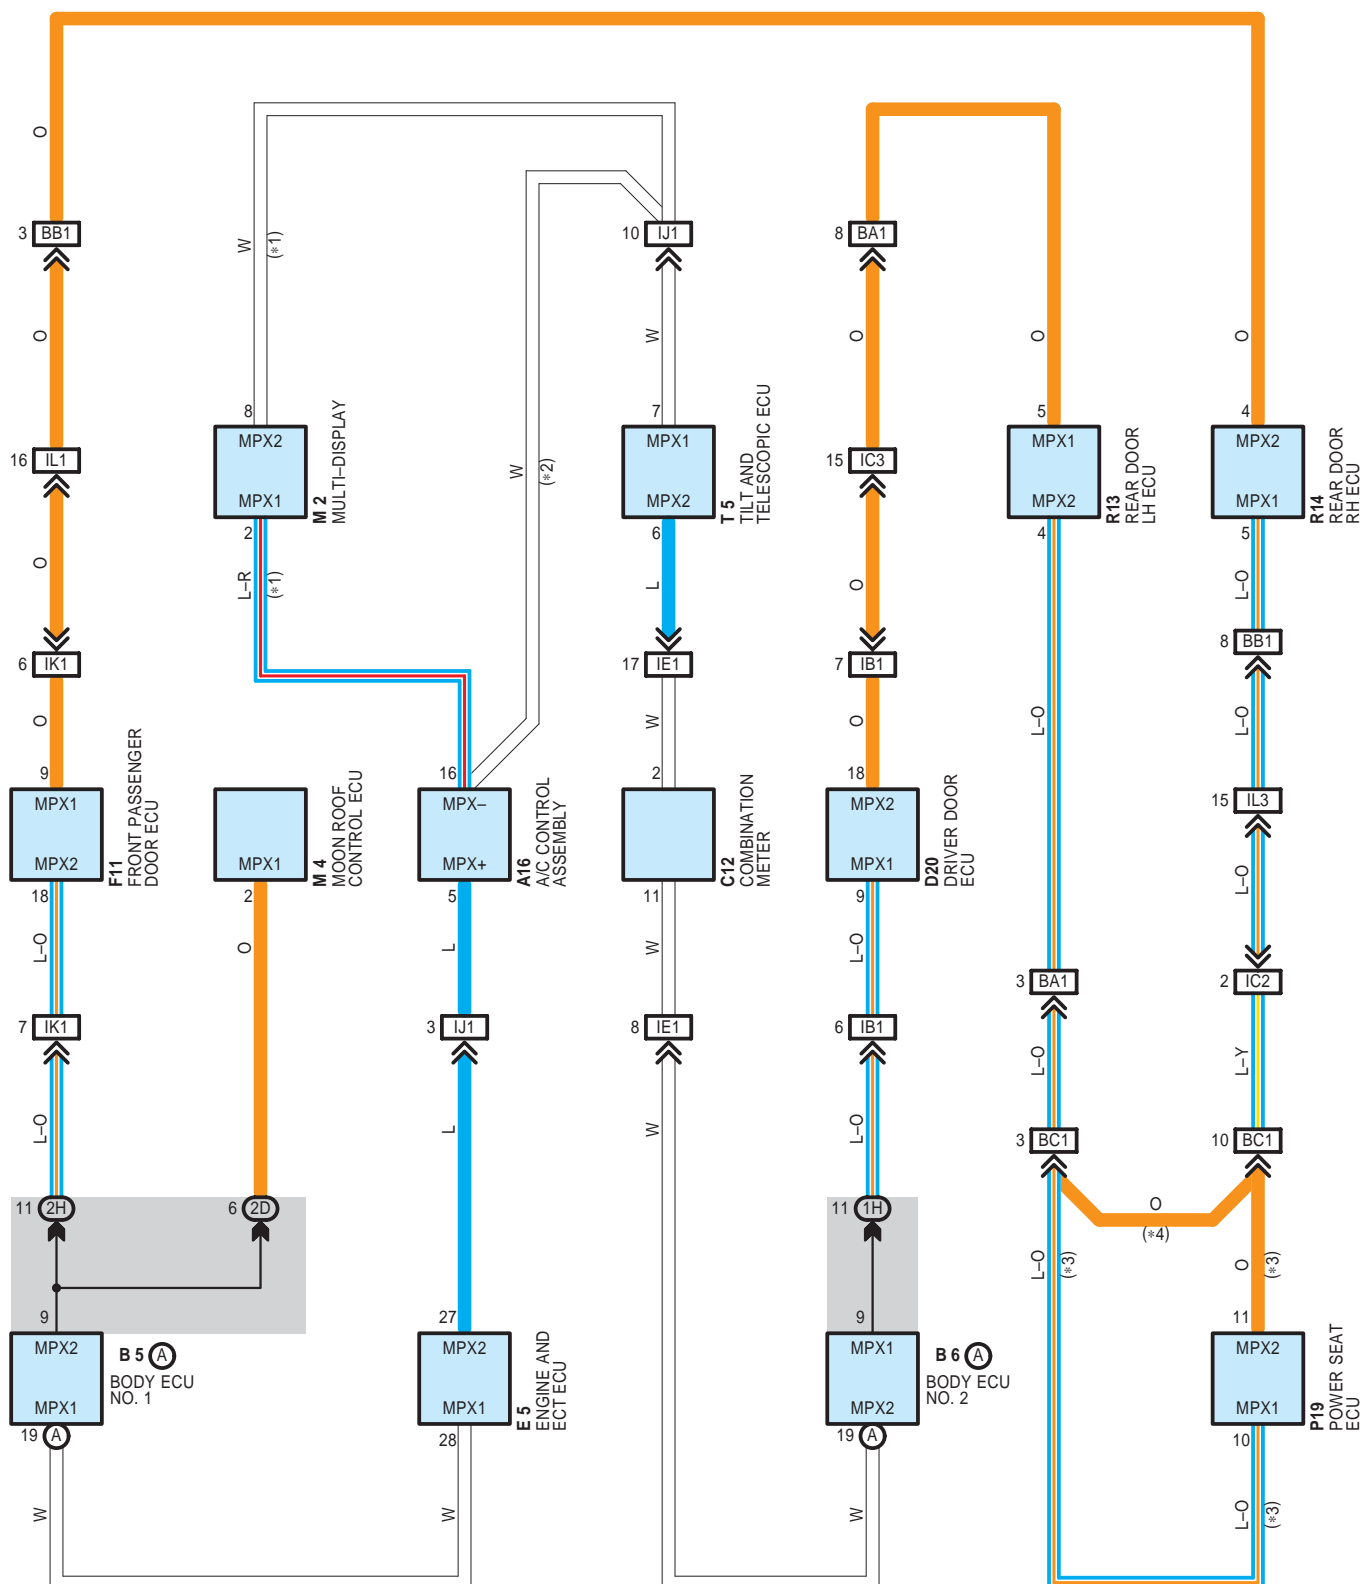 O
3 BB1
W
(*1)
10 IJ1
8 BA1
O
W
O
O
O
8
MPX2
MPX1
2
M 2
MULTI–DISPLAY
W
(*2)
7
MPX1
MPX2
6
T 5
TILT AND
TELESCOPIC ECU
5
MPX1
MPX2
4
R13
REAR DOOR
LH ECU
4
MPX2
MPX1
5
R14
REAR DOOR
RH ECU
16 IL1
15 IC3
O
L–R
(*1)
L
O
L–O
6 IK1
17 IE1
7 IB1
8 BB1
O
W
O
L–O
L–O
9
MPX1
MPX2
18
F11
FRONT PASSENGER
DOOR ECU
MPX1
2
M 4
MOON ROOF
CONTROL ECU
16
MPX–
MPX+
5
A16
A/C CONTROL
ASSEMBLY
2
11
C12
COMBINATION
METER
18
MPX2
MPX1
9
D20
DRIVER DOOR
ECU
15 IL3
L–O
O
L
W
L–O
L–O
3 BA1
2 IC2
7 IK1
3 IJ1
8 IE1
6 IB1
L–O
L–Y
L–O
L
W
L–O
3 BC1
10 BC1
11 2H
6 2D
11 1H
O
(*4)
L–O
(*3)
O
(*3)
9
MPX2
MPX1
19 A
B 5 A
BODY ECU
NO. 1
27
MPX2
MPX1
28
E 5
ENGINE AND
ECT ECU
9
MPX1
MPX2
19 A
B 6 A
BODY ECU
NO. 2
11
MPX2
MPX1
10
P19
POWER SEAT
ECU
W
W
W
L–O
(*3)